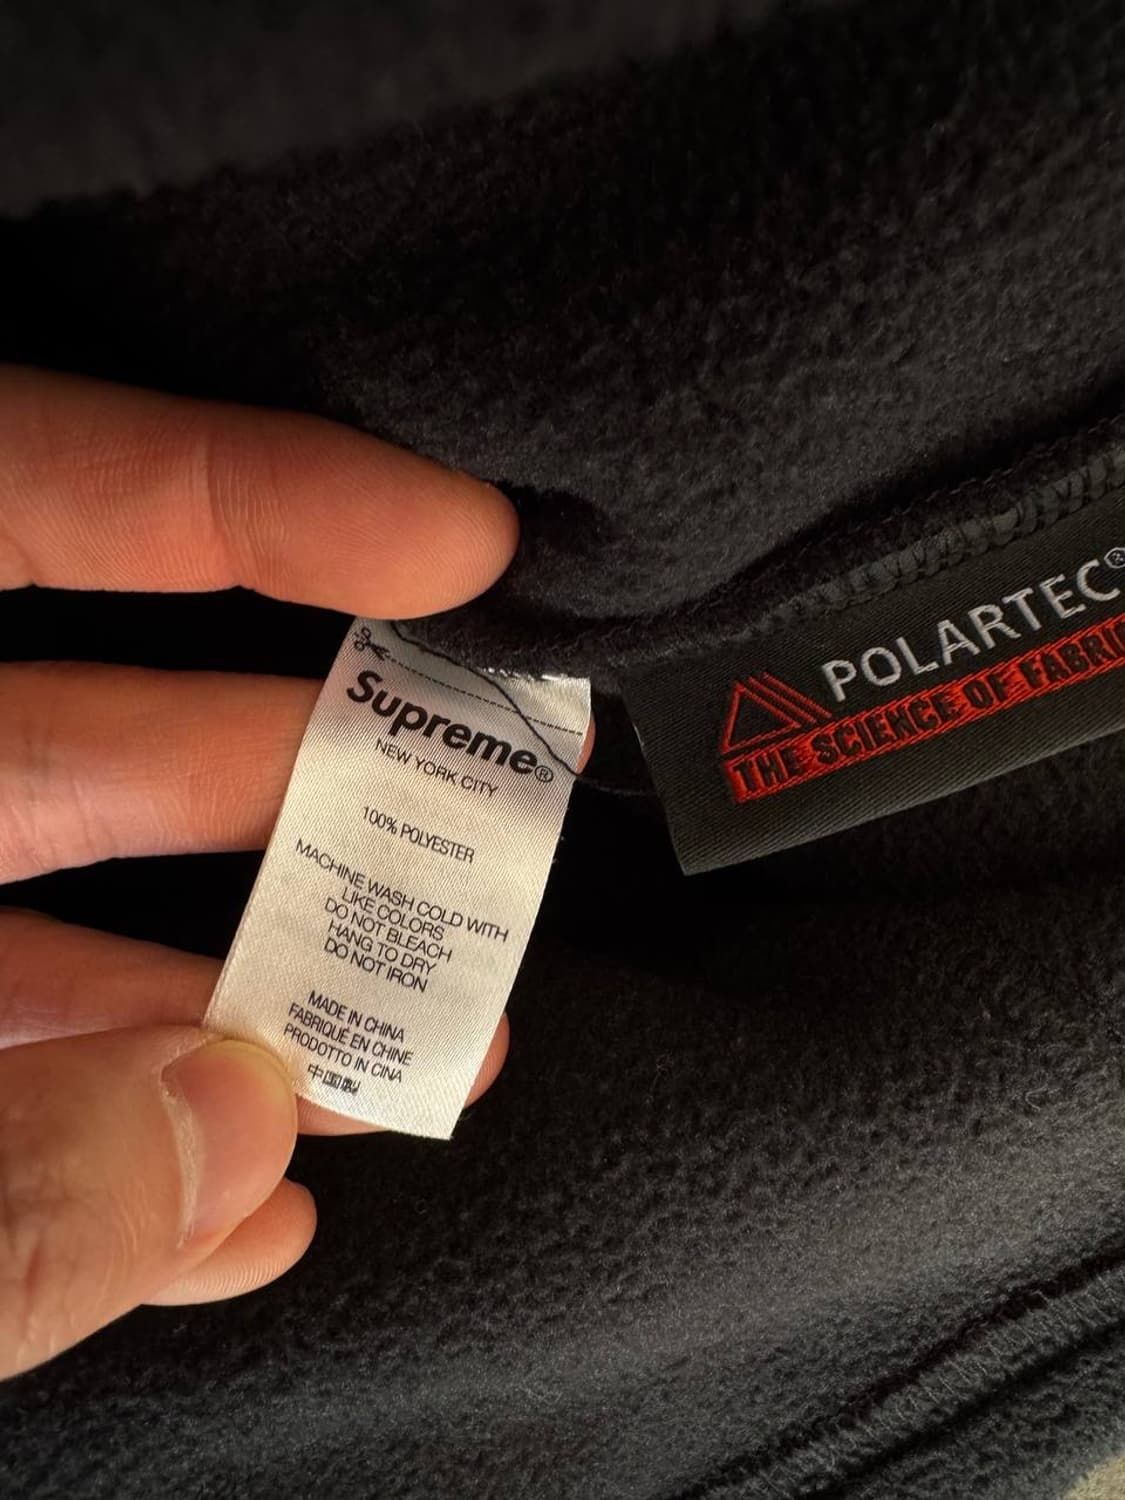 Supreme®
NEW YORK CITY
100% POLYESTER
MACHINE WASH COLD WITH
LIKE COLORS
DO NOT BLEACH
HANG TO DRY
DO NOT IRON
MADE IN CHINA
FABRIQUÉ EN CHINE
PRODOTTO IN CINA
中国製
POLARTEC®
THE SCIENCE OF FABRI